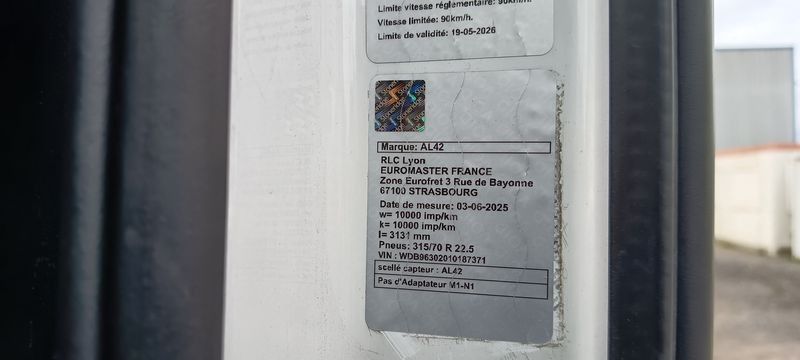 Limite vitesse réglementaire: 90km/h.
Vitesse limitée: 90km/h.
Limite de validité: 19-05-2026
Marque: AL42
RLC Lyon
EUROMASTER FRANCE
Zone Eurofret 3 Rue de Bayonne
67100 STRASBOURG
Date de mesure: 03-06-2025
w= 10000 imp/km
k= 10000 imp/km
l= 3131 mm
Pneus: 315/70 R 22.5
VIN : WDB96302010187371
scellé capteur : AL42
Pas d'Adaptateur M1-N1